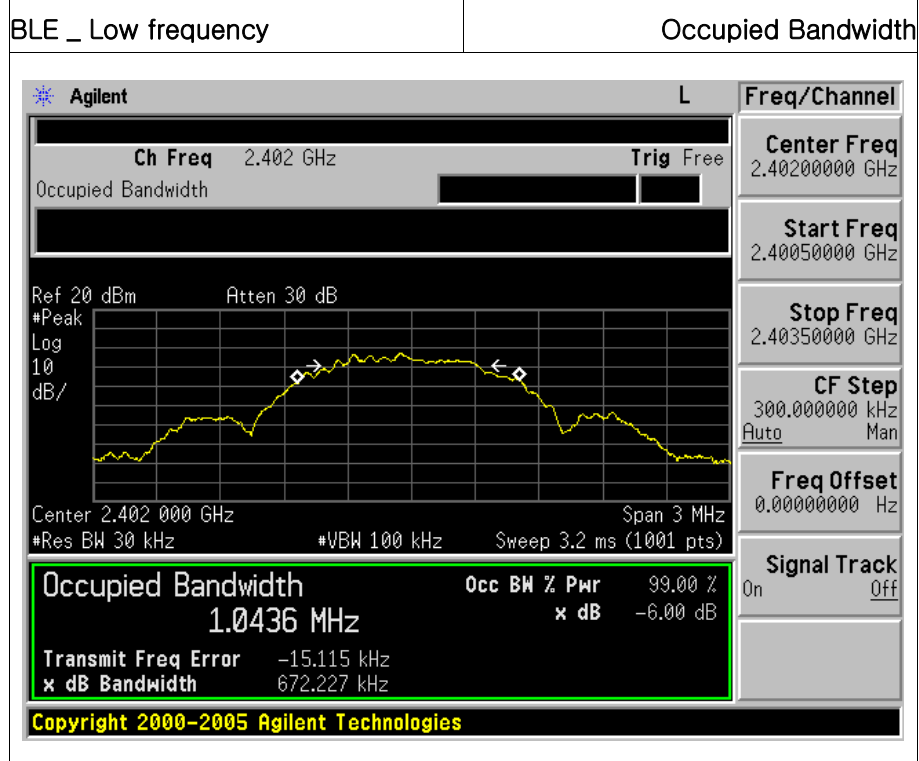 BLE _ Low frequency
Occupied Bandwidth
Agilent
L
Freq/Channel
Ch Freq 2.402 GHz
Trig Free
Occupied Bandwidth
Center Freq
2.40200000 GHz
Start Freq
2.40050000 GHz
Stop Freq
2.40350000 GHz
CF Step
300.000000 kHz
Auto Man
Freq Offset
0.00000000 Hz
Signal Track
On Off
Ref 20 dBm
Atten 30 dB
#Peak
Log
10
dB/
Center 2.402 000 GHz
Span 3 MHz
#Res BW 30 kHz
#VBW 100 kHz
Sweep 3.2 ms (1001 pts)
Occupied Bandwidth
1.0436 MHz
Occ BW % Pwr 99.00 %
x dB -6.00 dB
Transmit Freq Error -15.115 kHz
x dB Bandwidth 672.227 kHz
Copyright 2000-2005 Agilent Technologies